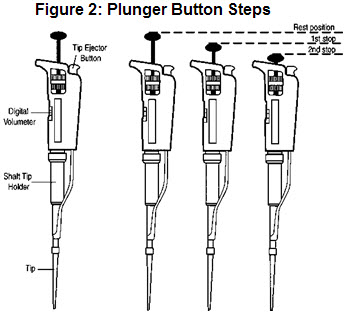 Figure 2: Plunger Button Steps
Rest position
1st stop
2nd stop
Tip Ejector
Button
Digital
Volumeter
Shaft Tip
Holder
Tip